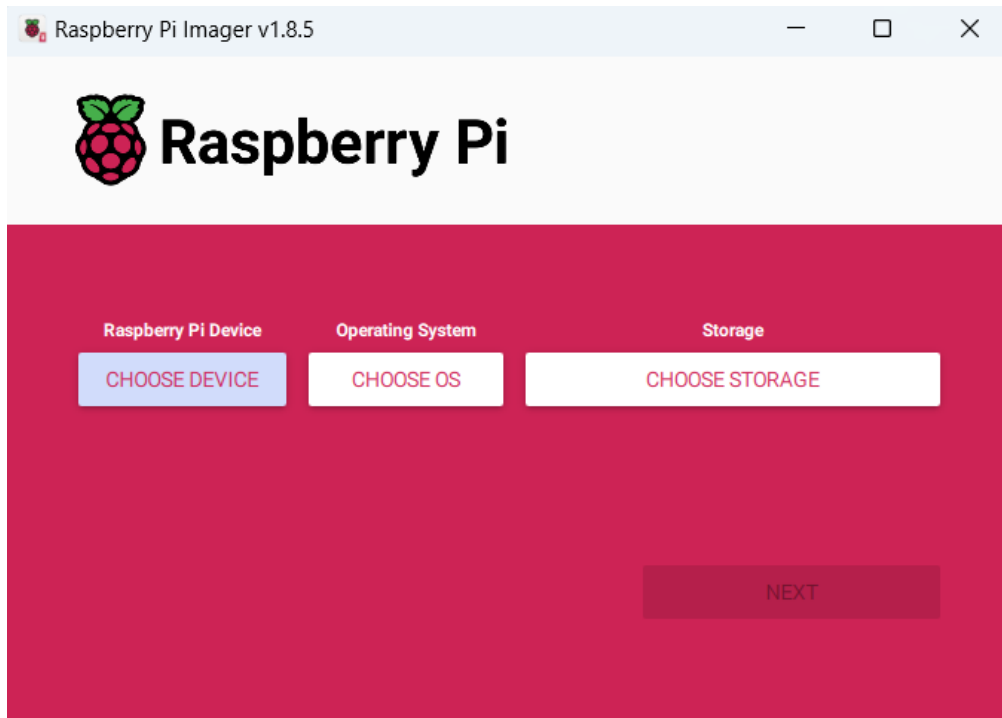 Raspberry Pi Imager v1.8.5
Raspberry Pi
Raspberry Pi Device Operating System Storage
CHOOSE DEVICE CHOOSE OS CHOOSE STORAGE
NEXT